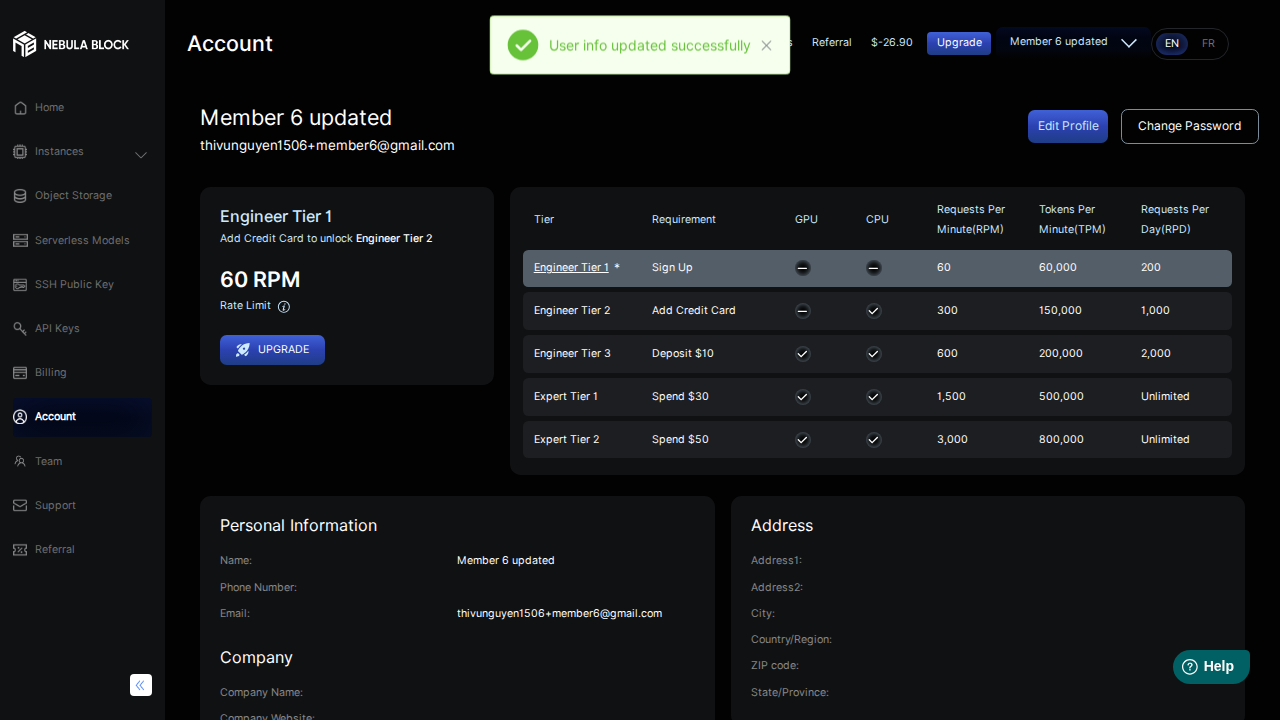 NEBULA BLOCK
Home
Instances
Object Storage
Serverless Models
SSH Public Key
API Keys
Billing
Account
Team
Support
Referral
Account
User info updated successfully
Referral
$-26.90
Upgrade
Member 6 updated
EN
FR
Member 6 updated
thivunguyen1506+member6@gmail.com
Edit Profile
Change Password
Engineer Tier 1
Add Credit Card to unlock Engineer Tier 2
60 RPM
Rate Limit
UPGRADE
Tier Requirement GPU CPU Requests Per Minute(RPM) Tokens Per Minute(TPM) Requests Per Day(RPD)
Engineer Tier 1 * Sign Up 60 60,000 200
Engineer Tier 2 Add Credit Card 300 150,000 1,000
Engineer Tier 3 Deposit $10 600 200,000 2,000
Expert Tier 1 Spend $30 1,500 500,000 Unlimited
Expert Tier 2 Spend $50 3,000 800,000 Unlimited
Personal Information
Name: Member 6 updated
Phone Number:
Email: thivunguyen1506+member6@gmail.com
Company
Company Name:
Company Website:
Address
Address1:
Address2:
City:
Country/Region:
ZIP code:
State/Province:
Help